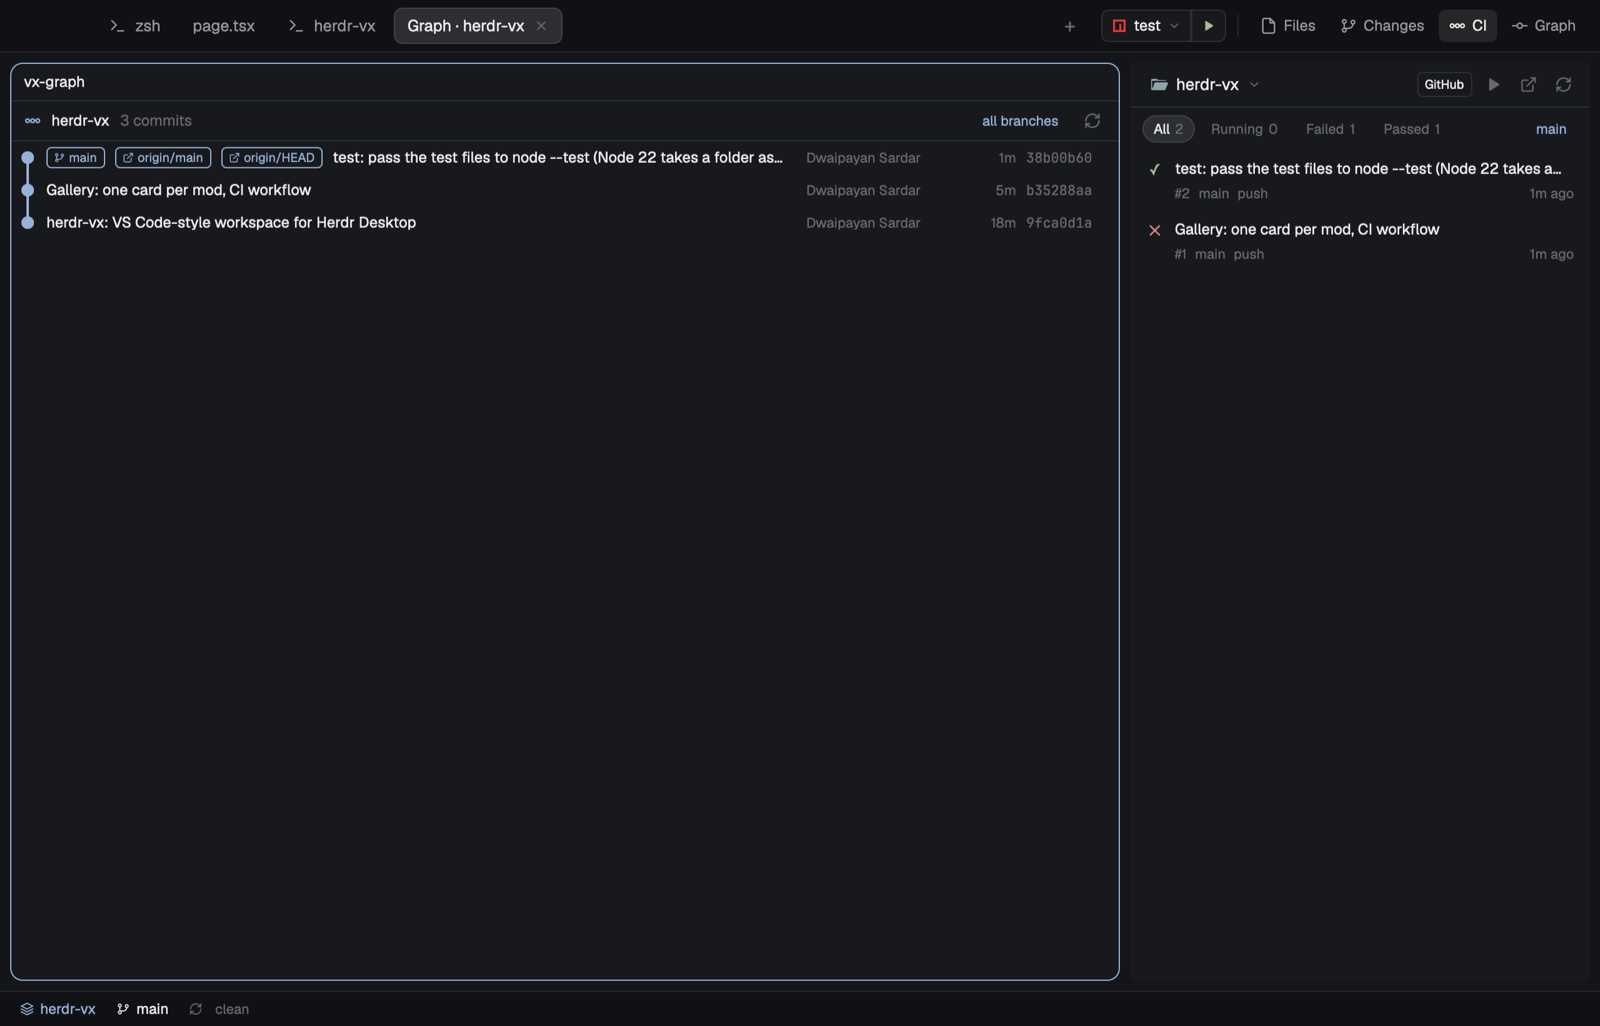 zsh page.tsx herdr-vx Graph · herdr-vx test Files Changes CI Graph
vx-graph
herdr-vx 3 commits all branches
main origin/main origin/HEAD test: pass the test files to node --test (Node 22 takes a folder as... Dwaipayan Sardar 1m 38b00b60
Gallery: one card per mod, CI workflow Dwaipayan Sardar 5m b35288aa
herdr-vx: VS Code-style workspace for Herdr Desktop Dwaipayan Sardar 18m 9fca0d1a
herdr-vx GitHub
All 2 Running 0 Failed 1 Passed 1 main
test: pass the test files to node --test (Node 22 takes a...
#2 main push 1m ago
Gallery: one card per mod, CI workflow
#1 main push 1m ago
herdr-vx main clean